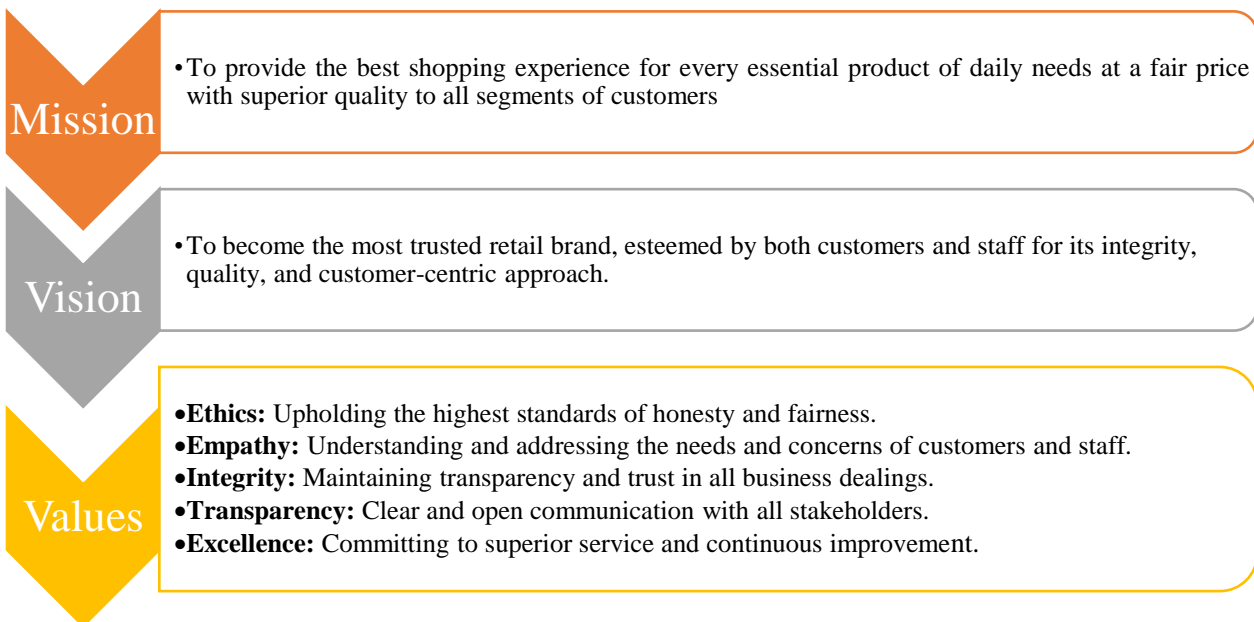 Mission
•To provide the best shopping experience for every essential product of daily needs at a fair price
with superior quality to all segments of customers
Vision
•To become the most trusted retail brand, esteemed by both customers and staff for its integrity,
quality, and customer-centric approach.
Values
•Ethics: Upholding the highest standards of honesty and fairness.
•Empathy: Understanding and addressing the needs and concerns of customers and staff.
•Integrity: Maintaining transparency and trust in all business dealings.
•Transparency: Clear and open communication with all stakeholders.
•Excellence: Committing to superior service and continuous improvement.